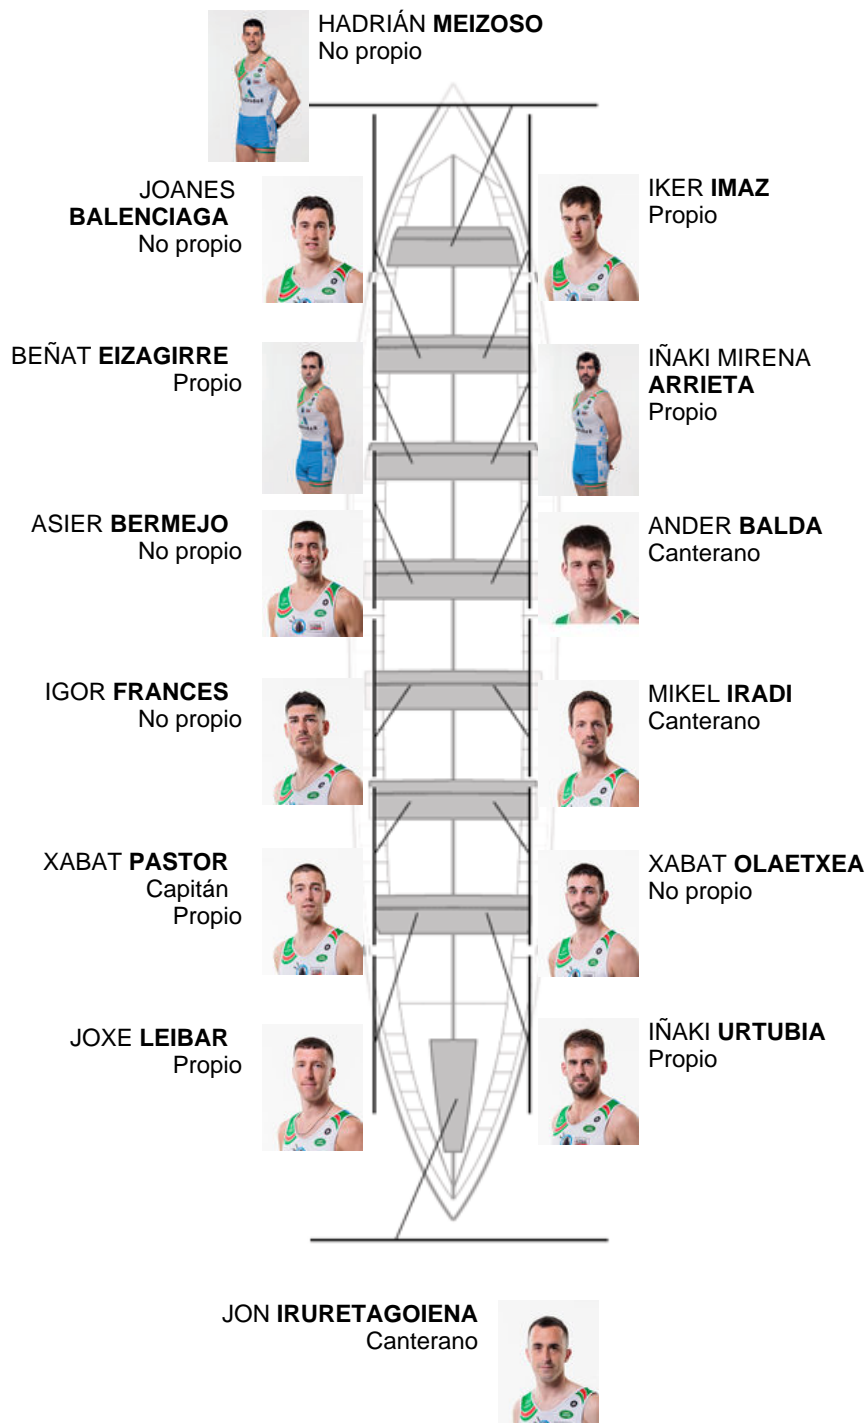 HADRIÁN MEIZOSO
No propio
JOANES
BALENCIAGA
No propio
IKER IMAZ
Propio
BEÑAT EIZAGIRRE
Propio
IÑAKI MIRENA
ARRIETA
Propio
ASIER BERMEJO
No propio
ANDER BALDA
Canterano
IGOR FRANCES
No propio
MIKEL IRADI
Canterano
XABAT PASTOR
Capitán
Propio
XABAT OLAETXEA
No propio
JOXE LEIBAR
Propio
IÑAKI URTUBIA
Propio
JON IRURETAGOIENA
Canterano